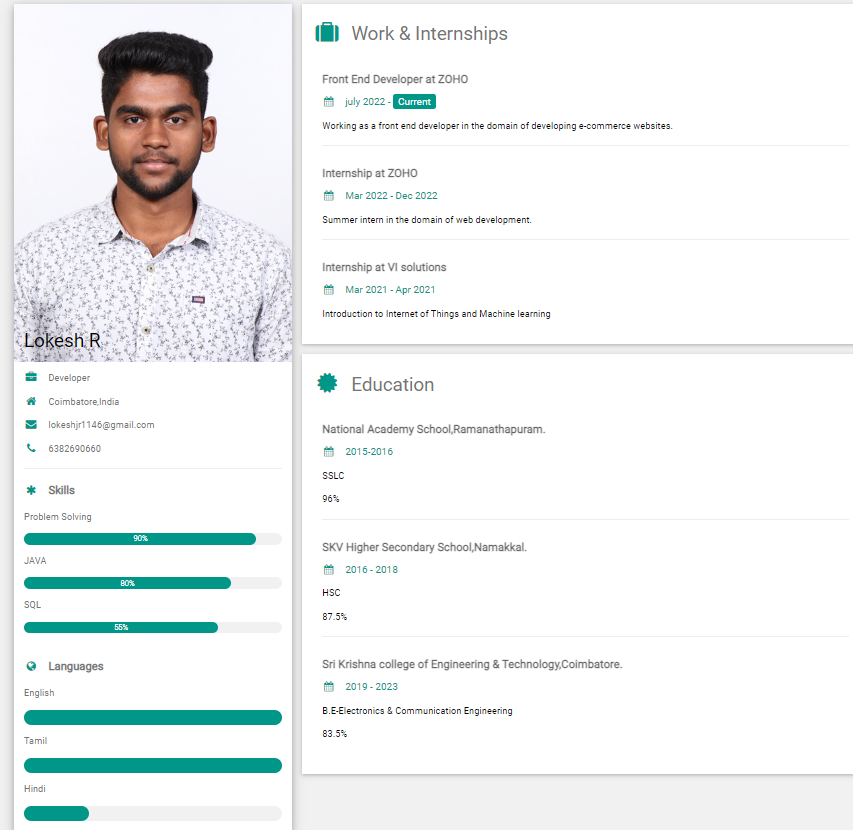 Lokesh R
Developer
Coimbatore,India
lokeshjr1146@gmail.com
6382690660
Skills
Problem Solving
90%
JAVA
80%
SQL
55%
Languages
English
Tamil
Hindi
Work & Internships
Front End Developer at ZOHO
july 2022 - Current
Working as a front end developer in the domain of developing e-commerce websites.
Internship at ZOHO
Mar 2022 - Dec 2022
Summer intern in the domain of web development.
Internship at VI solutions
Mar 2021 - Apr 2021
Introduction to Internet of Things and Machine learning
Education
National Academy School,Ramanathapuram.
2015-2016
SSLC
96%
SKV Higher Secondary School,Namakkal.
2016 - 2018
HSC
87.5%
Sri Krishna college of Engineering & Technology,Coimbatore.
2019 - 2023
B.E-Electronics & Communication Engineering
83.5%